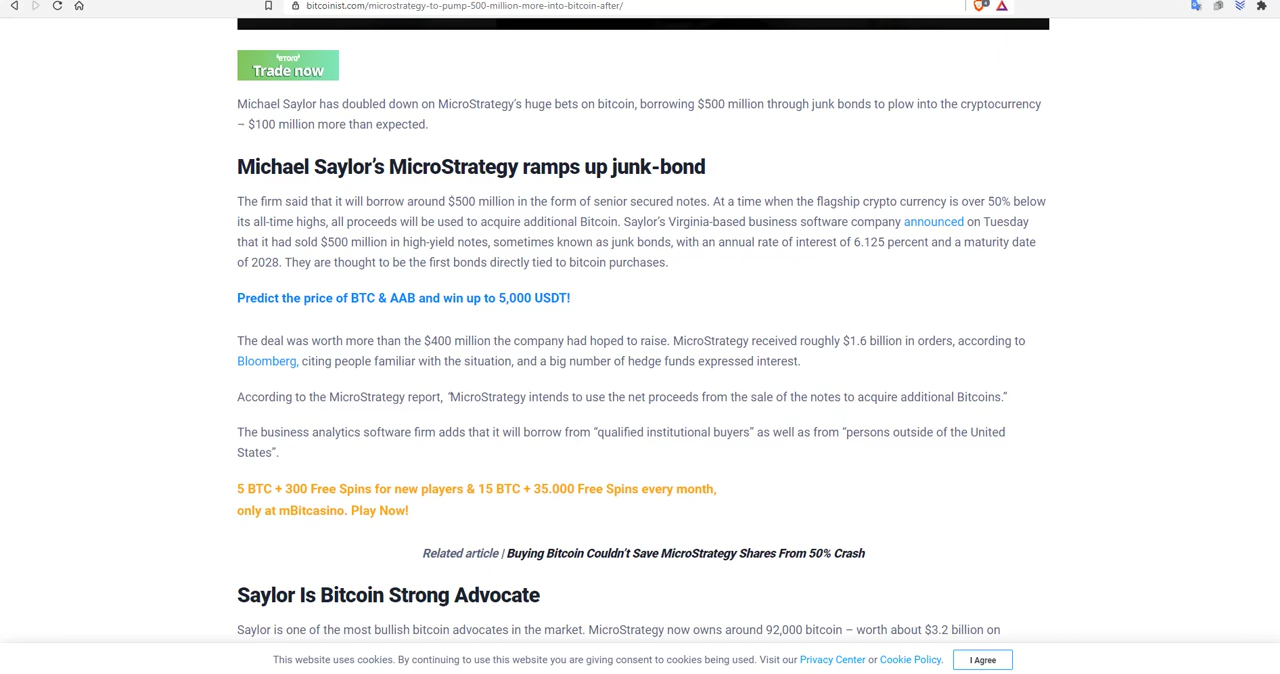 bitcoinist.com/microstrategy-to-pump-500-million-more-into-bitcoin-after/
eToro
Trade now
Michael Saylor has doubled down on MicroStrategy's huge bets on bitcoin, borrowing $500 million through junk bonds to plow into the cryptocurrency
– $100 million more than expected.
Michael Saylor's MicroStrategy ramps up junk-bond
The firm said that it will borrow around $500 million in the form of senior secured notes. At a time when the flagship crypto currency is over 50% below
its all-time highs, all proceeds will be used to acquire additional Bitcoin. Saylor's Virginia-based business software company announced on Tuesday
that it had sold $500 million in high-yield notes, sometimes known as junk bonds, with an annual rate of interest of 6.125 percent and a maturity date
of 2028. They are thought to be the first bonds directly tied to bitcoin purchases.
Predict the price of BTC & AAB and win up to 5,000 USDT!
The deal was worth more than the $400 million the company had hoped to raise. MicroStrategy received roughly $1.6 billion in orders, according to
Bloomberg, citing people familiar with the situation, and a big number of hedge funds expressed interest.
According to the MicroStrategy report, “MicroStrategy intends to use the net proceeds from the sale of the notes to acquire additional Bitcoins.”
The business analytics software firm adds that it will borrow from “qualified institutional buyers” as well as from “persons outside of the United
States”.
5 BTC + 300 Free Spins for new players & 15 BTC + 35.000 Free Spins every month,
only at mBitcasino. Play Now!
Related article | Buying Bitcoin Couldn't Save MicroStrategy Shares From 50% Crash
Saylor Is Bitcoin Strong Advocate
Saylor is one of the most bullish bitcoin advocates in the market. MicroStrategy now owns around 92,000 bitcoin – worth about $3.2 billion on
This website uses cookies. By continuing to use this website you are giving consent to cookies being used. Visit our Privacy Center or Cookie Policy.
I Agree